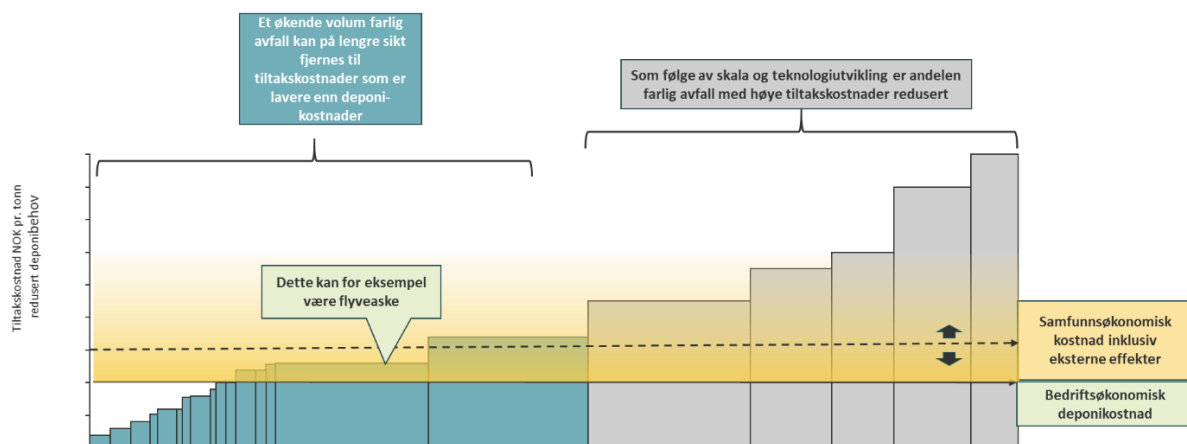 Et økende volum farlig
avfall kan på lengre sikt
fjernes til
tiltakskostnader som er
lavere enn deponi-
kostnader
Som følge av skala og teknologiutvikling er andelen
farlig avfall med høye tiltakskostnader redusert
Tiltakskostnad NOK pr. tonn
redusert deponibehov
Dette kan for eksempel
være flyveaske
Samfunnsøkonomisk
kostnad inklusiv
eksterne effekter
Bedriftsøkonomisk
deponikostnad